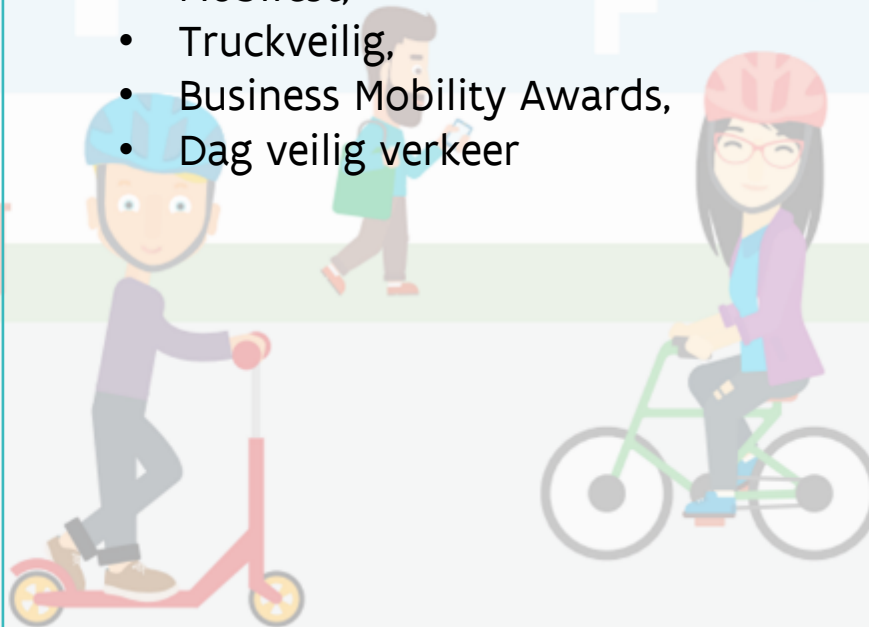 • Truckveilig,
• Business Mobility Awards,
• Dag veilig verkeer